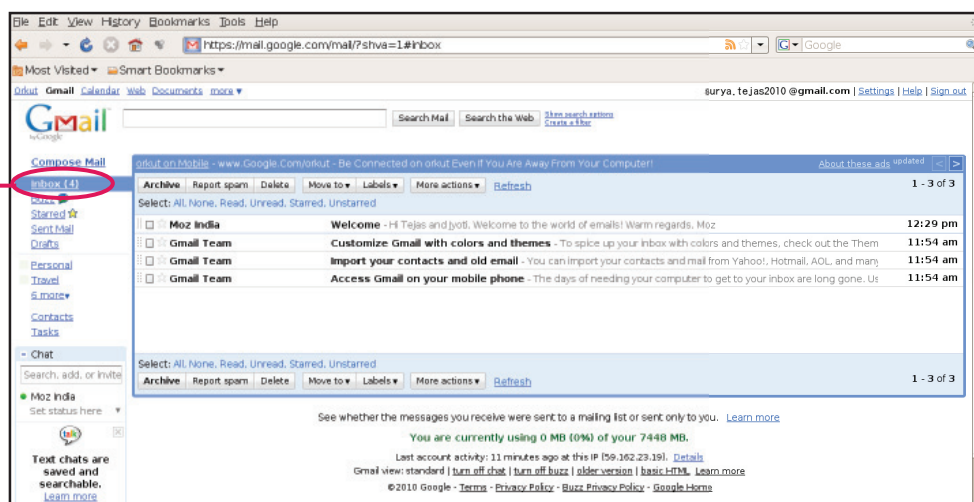 File Edit View History Bookmarks Tools Help
https://mail.google.com/mail/?shva=1#inbox Google
Most Visited Smart Bookmarks
Orkut Gmail Calendar Web Documents more surya.tejas2010 @gmail.com | Settings | Help | Sign out
Gmail
by Google
Search Mail Search the Web Show search options
Create a filter
Compose Mail
Inbox (4)
Buzz
Starred
Sent Mail
Drafts
Personal
Travel
6 more
Contacts
Tasks
- Chat
Search, add, or invite
Moz India
Set status here
talk
Text chats are
saved and
searchable.
Learn more
orkut on Mobile - www.Google.Com/orkut - Be Connected on orkut Even If You Are Away From Your Computer! About these ads updated < >
Archive Report spam Delete Move to Labels More actions Refresh 1 - 3 of 3
Select: All, None, Read, Unread, Starred, Unstarred
Moz India Welcome - Hi Tejas and Jyoti, Welcome to the world of emails! Warm regards, Moz 12:29 pm
Gmail Team Customize Gmail with colors and themes - To spice up your inbox with colors and themes, check out the Them 11:54 am
Gmail Team Import your contacts and old email - You can import your contacts and mail from Yahoo!, Hotmail, AOL, and many 11:54 am
Gmail Team Access Gmail on your mobile phone - The days of needing your computer to get to your inbox are long gone. Us 11:54 am
Select: All, None, Read, Unread, Starred, Unstarred
Archive Report spam Delete Move to Labels More actions Refresh 1 - 3 of 3
See whether the messages you receive were sent to a mailing list or sent only to you. Learn more
You are currently using 0 MB (0%) of your 7448 MB.
Last account activity: 11 minutes ago at this IP (59.162.23.19). Details
Gmail view: standard | turn off chat | turn off buzz | older version | basic HTML Learn more
©2010 Google - Terms - Privacy Policy - Buzz Privacy Policy - Google Home